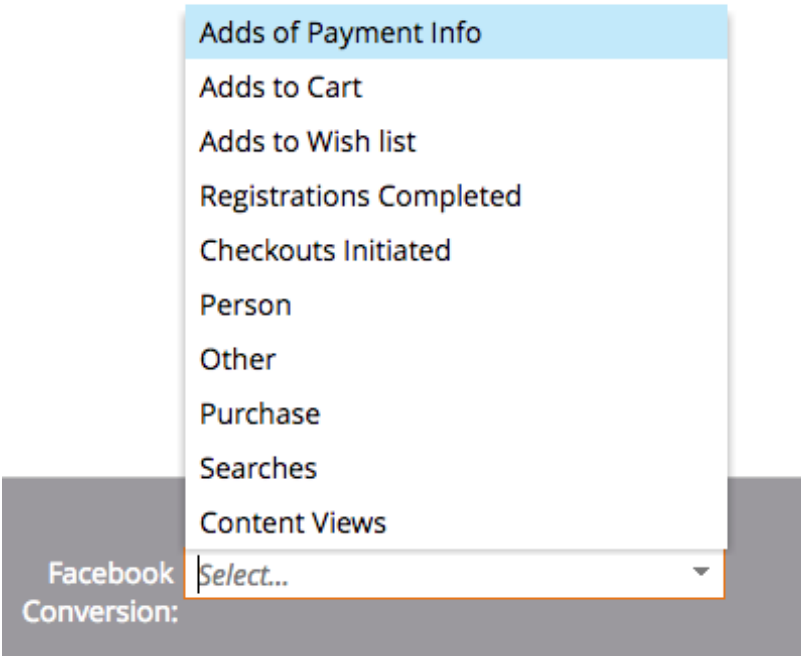 Adds of Payment Info
Adds to Cart
Adds to Wish list
Registrations Completed
Checkouts Initiated
Person
Other
Purchase
Searches
Content Views
Facebook Select...
Conversion: